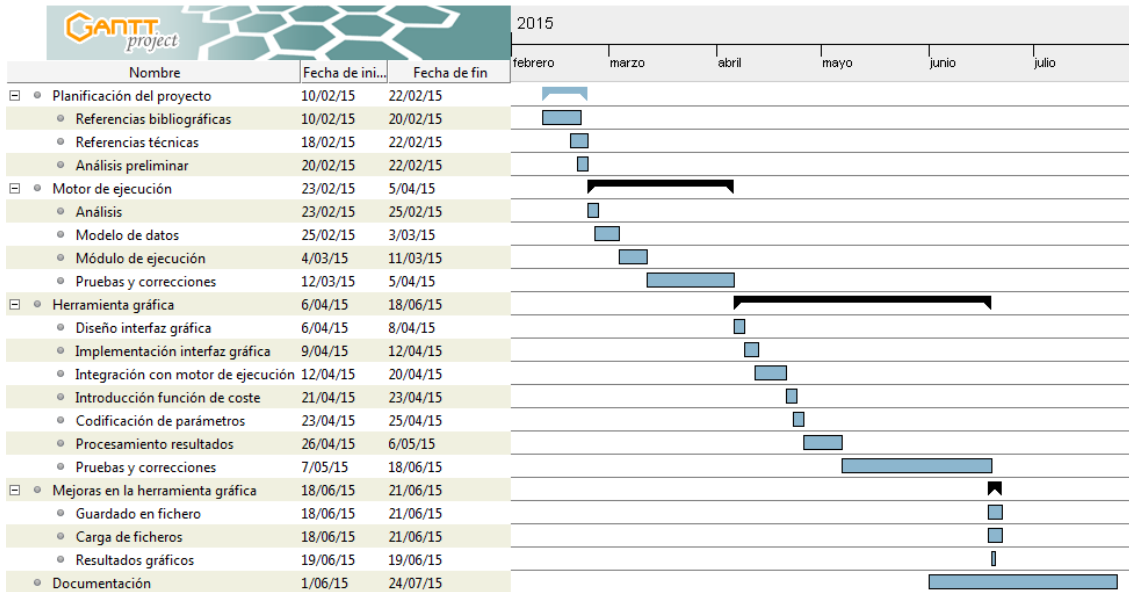 GANTT
project
2015
febrero marzo abril mayo junio julio
Nombre Fecha de ini... Fecha de fin
Planificación del proyecto 10/02/15 22/02/15
Referencias bibliográficas 10/02/15 20/02/15
Referencias técnicas 18/02/15 22/02/15
Análisis preliminar 20/02/15 22/02/15
Motor de ejecución 23/02/15 5/04/15
Análisis 23/02/15 25/02/15
Modelo de datos 25/02/15 3/03/15
Módulo de ejecución 4/03/15 11/03/15
Pruebas y correcciones 12/03/15 5/04/15
Herramienta gráfica 6/04/15 18/06/15
Diseño interfaz gráfica 6/04/15 8/04/15
Implementación interfaz gráfica 9/04/15 12/04/15
Integración con motor de ejecución 12/04/15 20/04/15
Introducción función de coste 21/04/15 23/04/15
Codificación de parámetros 23/04/15 25/04/15
Procesamiento resultados 26/04/15 6/05/15
Pruebas y correcciones 7/05/15 18/06/15
Mejoras en la herramienta gráfica 18/06/15 21/06/15
Guardado en fichero 18/06/15 21/06/15
Carga de ficheros 18/06/15 21/06/15
Resultados gráficos 19/06/15 19/06/15
Documentación 1/06/15 24/07/15